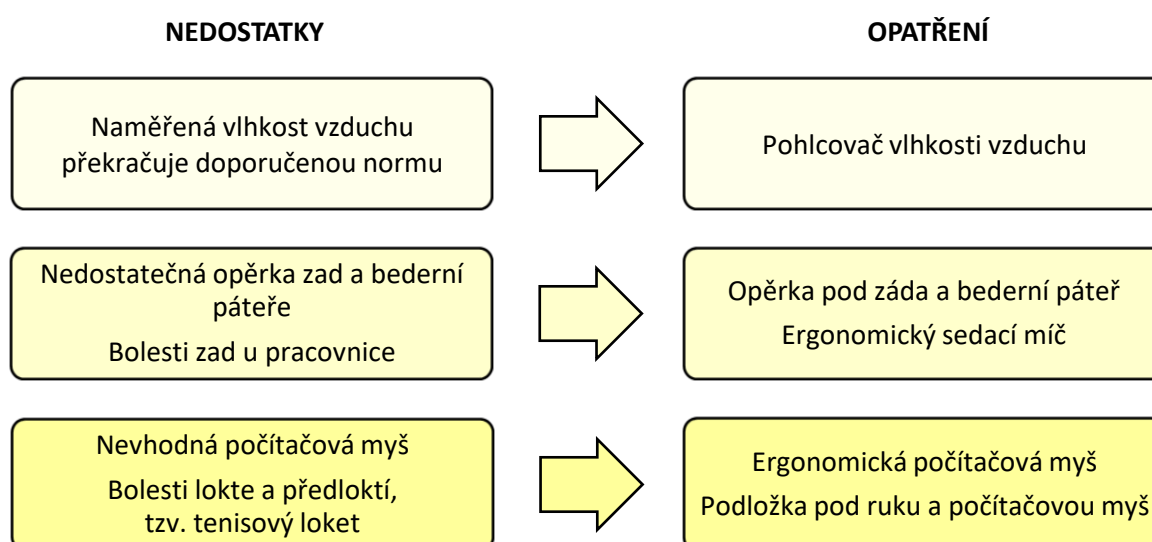 NEDOSTATKY
OPATŘENÍ
Naměřená vlhkost vzduchu
překračuje doporučenou normu
Pohlcovač vlhkosti vzduchu
Nedostatečná opěrka zad a bederní
páteře
Bolesti zad u pracovnice
Opěrka pod záda a bederní páteř
Ergonomický sedací míč
Nevhodná počítačová myš
Bolesti lokte a předloktí,
tzv. tenisový loket
Ergonomická počítačová myš
Podložka pod ruku a počítačovou myš